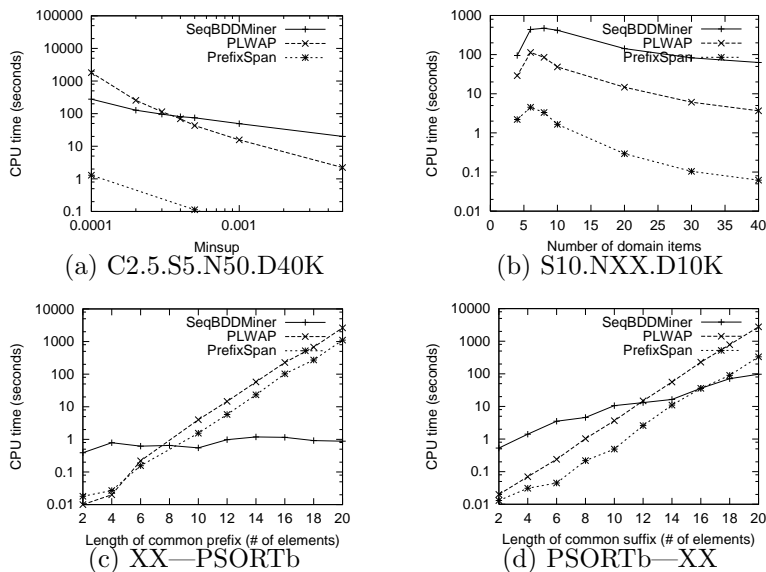 100000
10000
1000
100
10
1
0.1
CPU time (seconds)
SeqBDDMiner
PLWAP
PrefixSpan
0.0001 0.001
Minsup
(a) C2.5.S5.N50.D40K
1000
100
10
1
0.1
0.01
CPU time (seconds)
SeqBDDMiner
PLWAP
PrefixSpan
0 5 10 15 20 25 30 35 40
Number of domain items
(b) S10.NXX.D10K
10000
1000
100
10
1
0.1
0.01
CPU time (seconds)
SeqBDDMiner
PLWAP
PrefixSpan
2 4 6 8 10 12 14 16 18 20
Length of common prefix (# of elements)
(c) XX—PSORTb
10000
1000
100
10
1
0.1
0.01
CPU time (seconds)
SeqBDDMiner
PLWAP
PrefixSpan
2 4 6 8 10 12 14 16 18 20
Length of common suffix (# of elements)
(d) PSORTb—XX